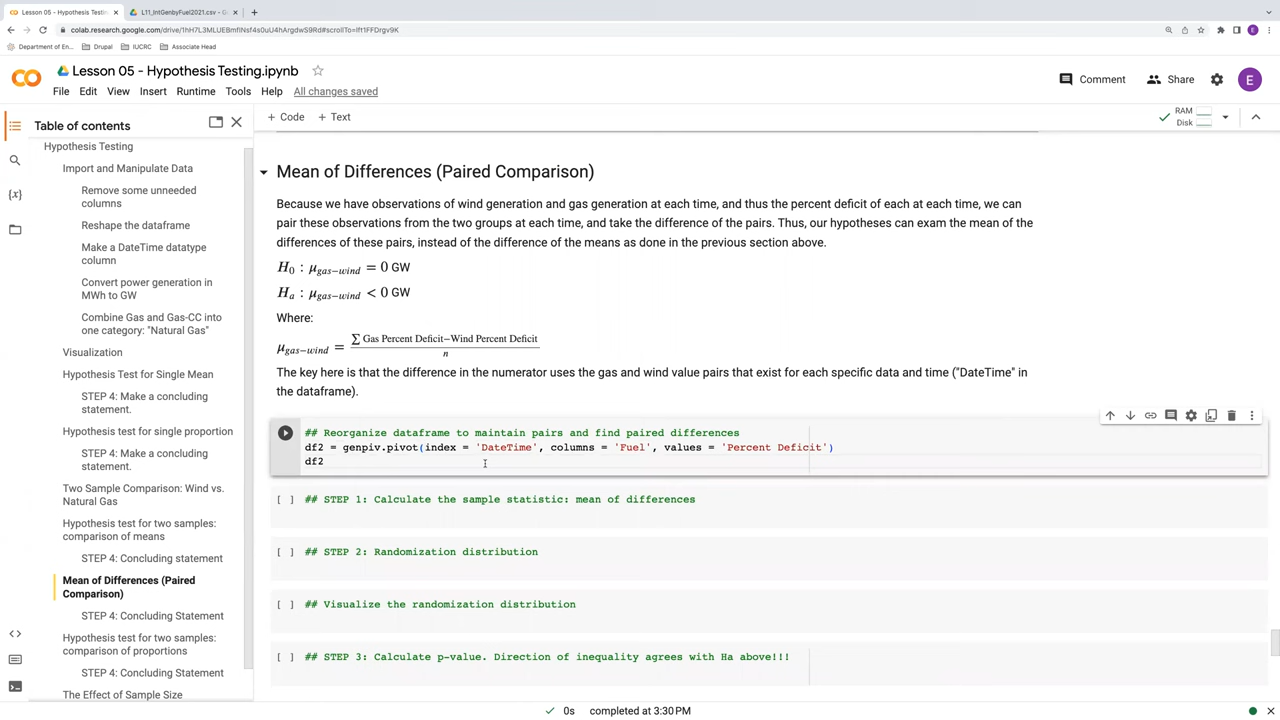 Lesson 05 - Hypothesis Testing
L11_IntGenbyFuel2021.csv - G
Department of En...
Drupal
IUCRC
Associate Head
Lesson 05 - Hypothesis Testing.ipynb
File Edit View Insert Runtime Tools Help All changes saved
Comment
Share
E
Table of contents
+ Code + Text
RAM
Disk
Hypothesis Testing
Import and Manipulate Data
Remove some unneeded
columns
Reshape the dataframe
Make a DateTime datatype
column
Convert power generation in
MWh to GW
Combine Gas and Gas-CC into
one category: "Natural Gas"
Visualization
Hypothesis Test for Single Mean
STEP 4: Make a concluding
statement.
Hypothesis test for single proportion
STEP 4: Make a concluding
statement.
Two Sample Comparison: Wind vs.
Natural Gas
Hypothesis test for two samples:
comparison of means
STEP 4: Concluding statement
Mean of Differences (Paired
Comparison)
STEP 4: Concluding Statement
Hypothesis test for two samples:
comparison of proportions
STEP 4: Concluding Statement
The Effect of Sample Size
Mean of Differences (Paired Comparison)
Because we have observations of wind generation and gas generation at each time, and thus the percent deficit of each at each time, we can
pair these observations from the two groups at each time, and take the difference of the pairs. Thus, our hypotheses can exam the mean of the
differences of these pairs, instead of the difference of the means as done in the previous section above.
H0 : μgas−wind = 0 GW
Ha : μgas−wind < 0 GW
Where:
μgas−wind = ∑ Gas Percent Deficit−Wind Percent Deficit / n
The key here is that the difference in the numerator uses the gas and wind value pairs that exist for each specific data and time ("DateTime" in
the dataframe).
## Reorganize dataframe to maintain pairs and find paired differences
df2 = genpiv.pivot(index = 'DateTime', columns = 'Fuel', values = 'Percent Deficit')
df2
[ ] ## STEP 1: Calculate the sample statistic: mean of differences
[ ] ## STEP 2: Randomization distribution
[ ] ## Visualize the randomization distribution
[ ] ## STEP 3: Calculate p-value. Direction of inequality agrees with Ha above!!!
0s completed at 3:30 PM